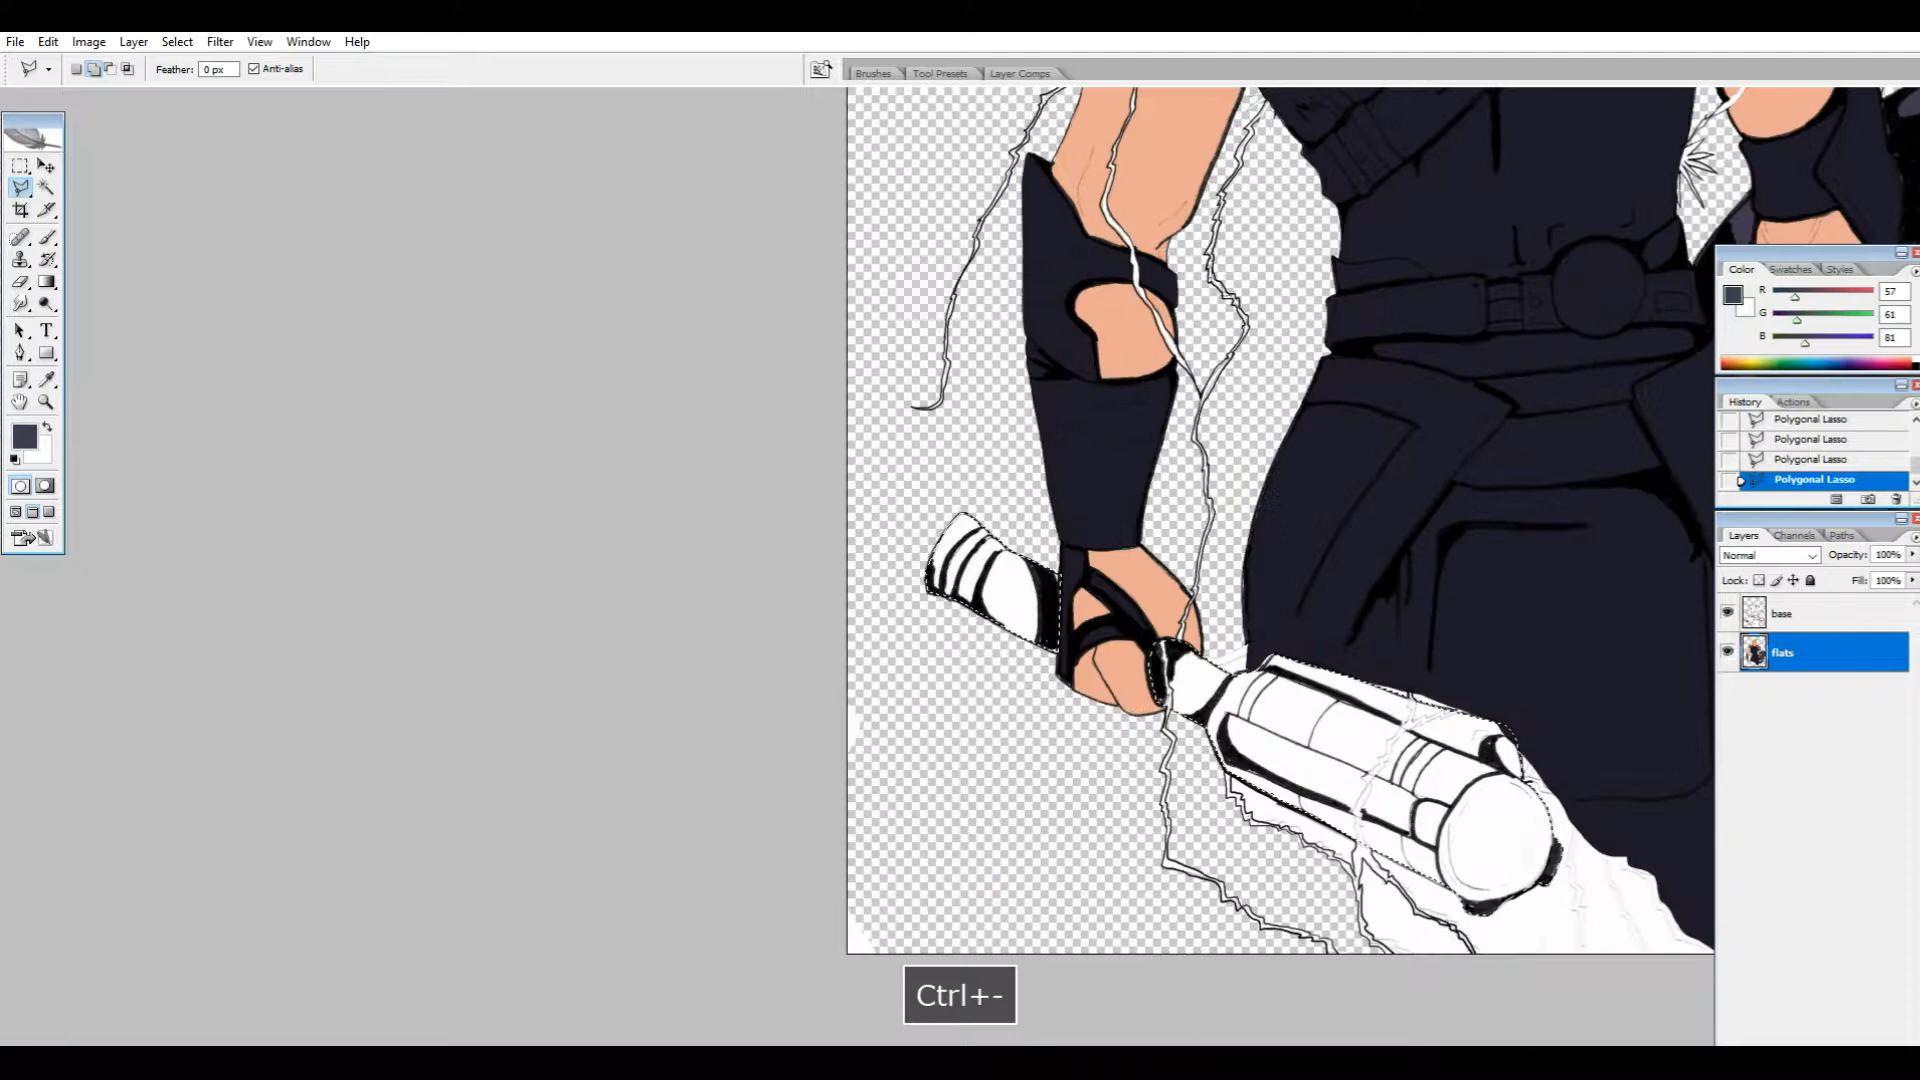 File Edit Image Layer Select Filter View Window Help
Feather: 0 px Anti-alias
Brushes Tool Presets Layer Comps
Color Swatches Styles
R 57
G 61
B 81
History Actions
Polygonal Lasso
Polygonal Lasso
Polygonal Lasso
Polygonal Lasso
Layers Channels Paths
Normal Opacity: 100%
Lock: Fill: 100%
base
flats
Ctrl+-